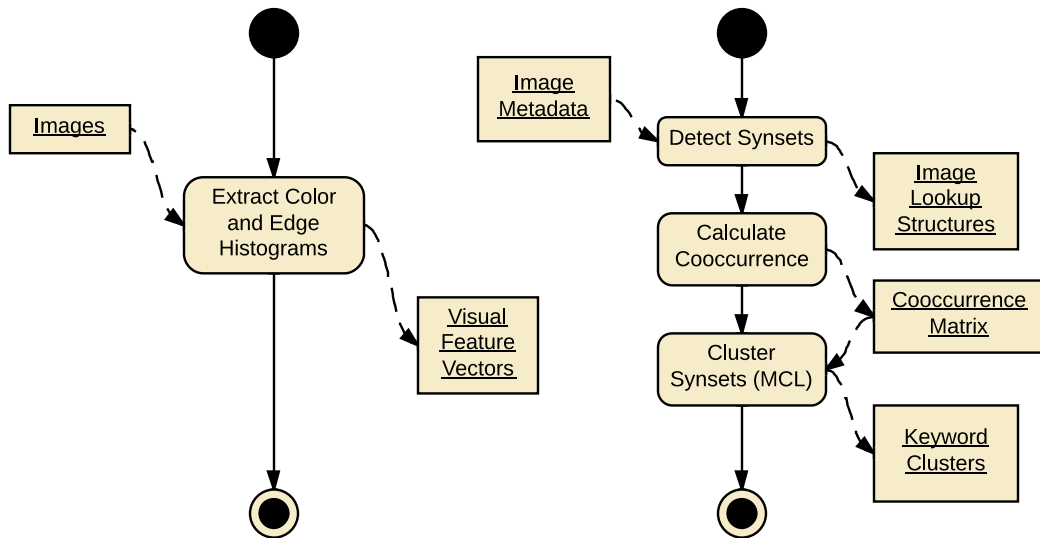 Images
Extract Color
and Edge
Histograms
Visual
Feature
Vectors
Image
Metadata
Detect Synsets
Image
Lookup
Structures
Calculate
Cooccurrence
Cooccurrence
Matrix
Cluster
Synsets (MCL)
Keyword
Clusters